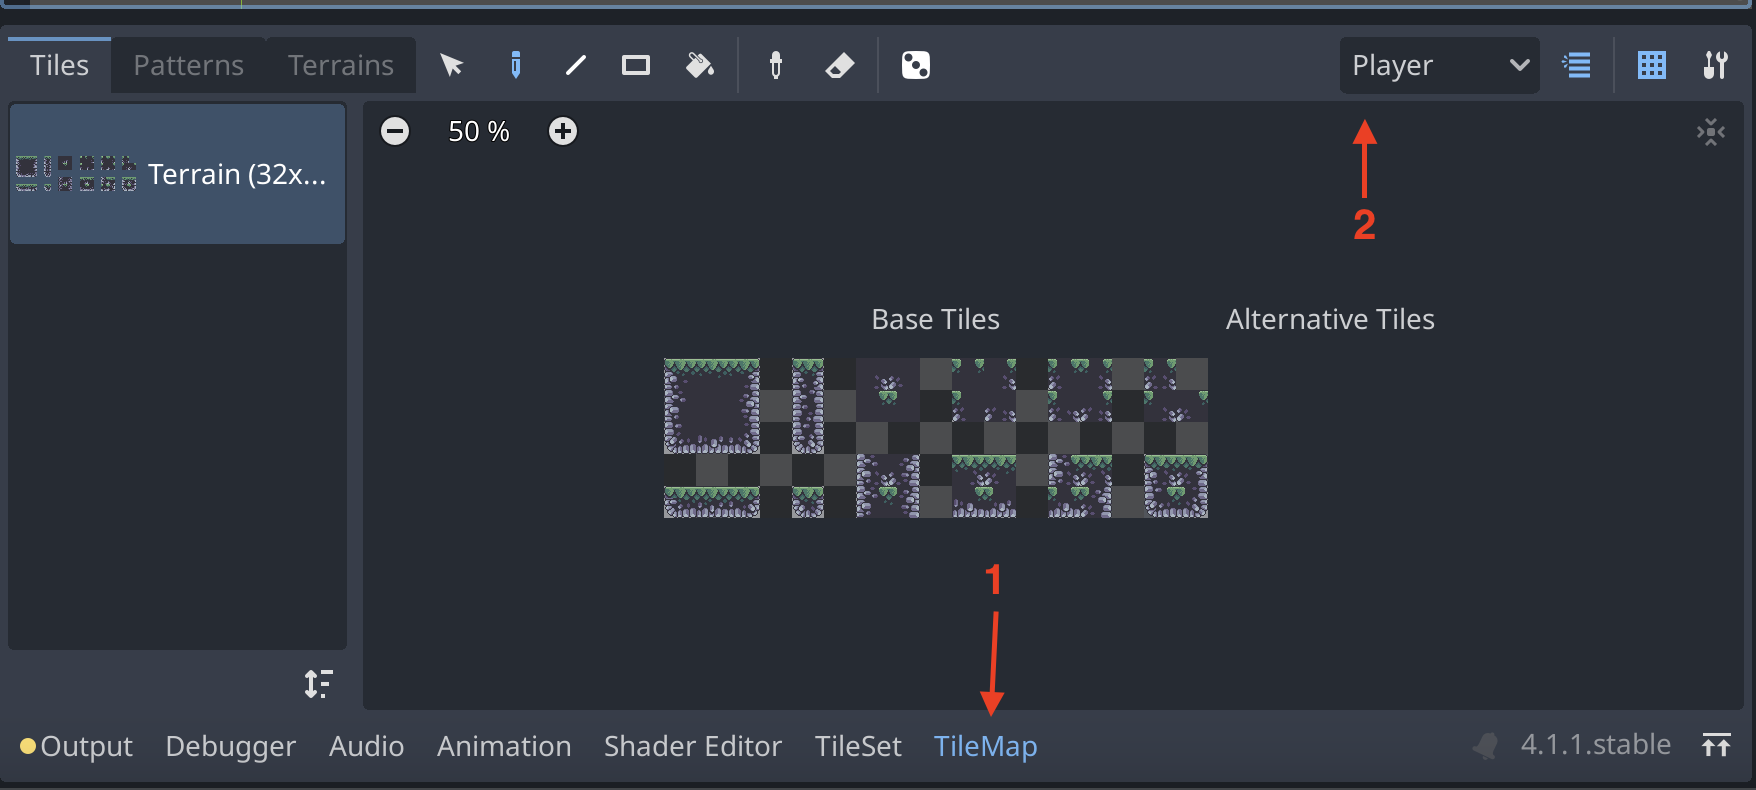 Tiles Patterns Terrains Player
50 %
Terrain (32x...
2
Base Tiles Alternative Tiles
1
Output Debugger Audio Animation Shader Editor TileSet TileMap 4.1.1.stable